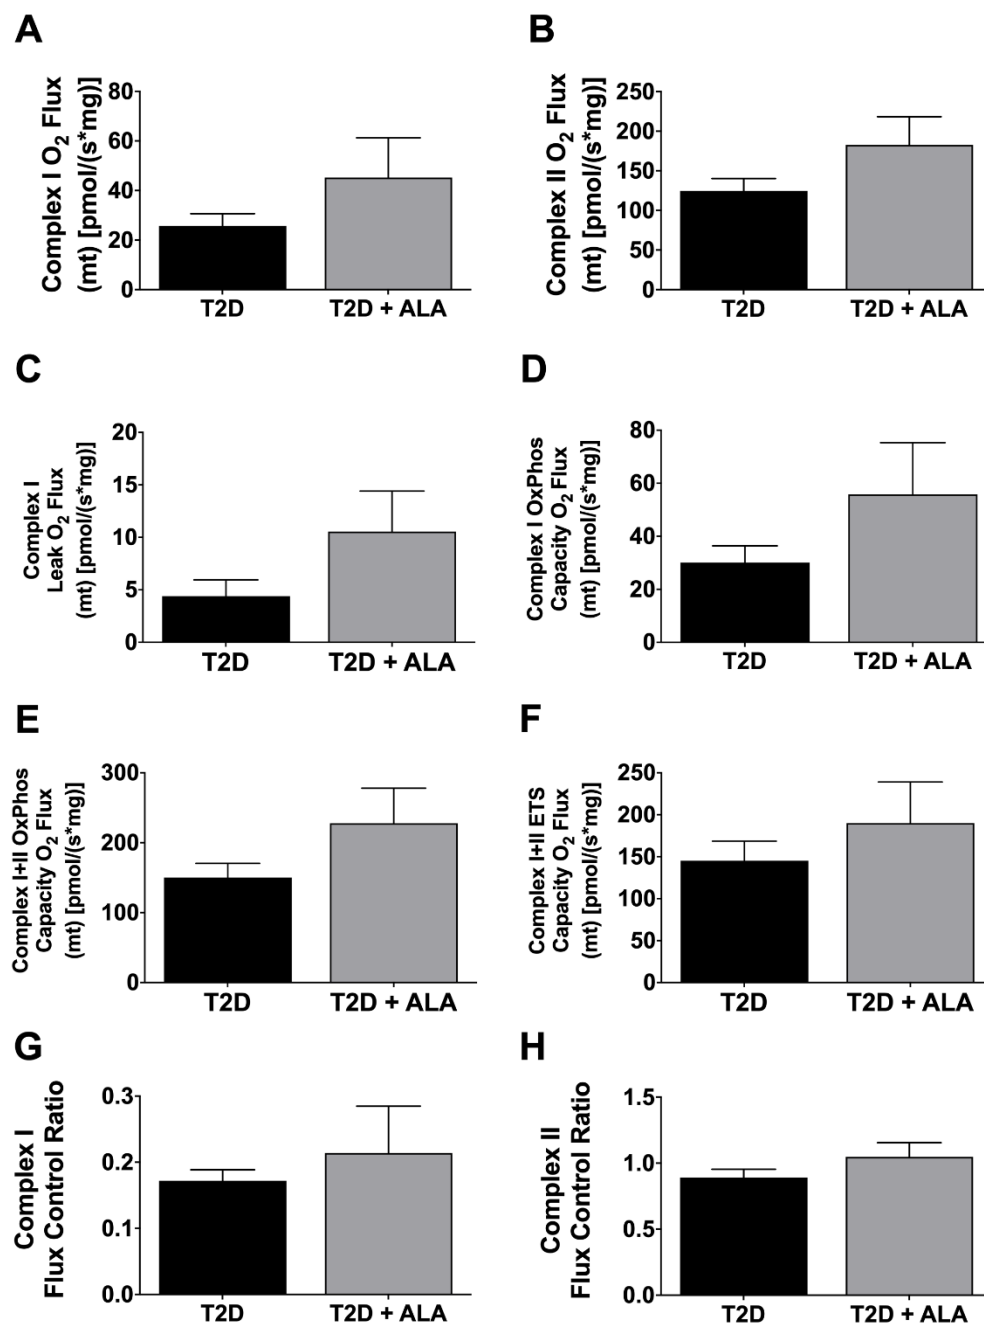 A
Complex I O2 Flux
(mt) [pmol/(s*mg)]
80
60
40
20
0
T2D
T2D + ALA
B
Complex II O2 Flux
(mt) [pmol/(s*mg)]
250
200
150
100
50
0
T2D
T2D + ALA
C
Complex I
Leak O2 Flux
(mt) [pmol/(s*mg)]
20
15
10
5
0
T2D
T2D + ALA
D
Complex I OxPhos
Capacity O2 Flux
(mt) [pmol/(s*mg)]
80
60
40
20
0
T2D
T2D + ALA
E
Complex I+II OxPhos
Capacity O2 Flux
(mt) [pmol/(s*mg)]
300
200
100
0
T2D
T2D + ALA
F
Complex I+II ETS
Capacity O2 Flux
(mt) [pmol/(s*mg)]
250
200
150
100
50
0
T2D
T2D + ALA
G
Complex I
Flux Control Ratio
0.3
0.2
0.1
0.0
T2D
T2D + ALA
H
Complex II
Flux Control Ratio
1.5
1.0
0.5
0.0
T2D
T2D + ALA